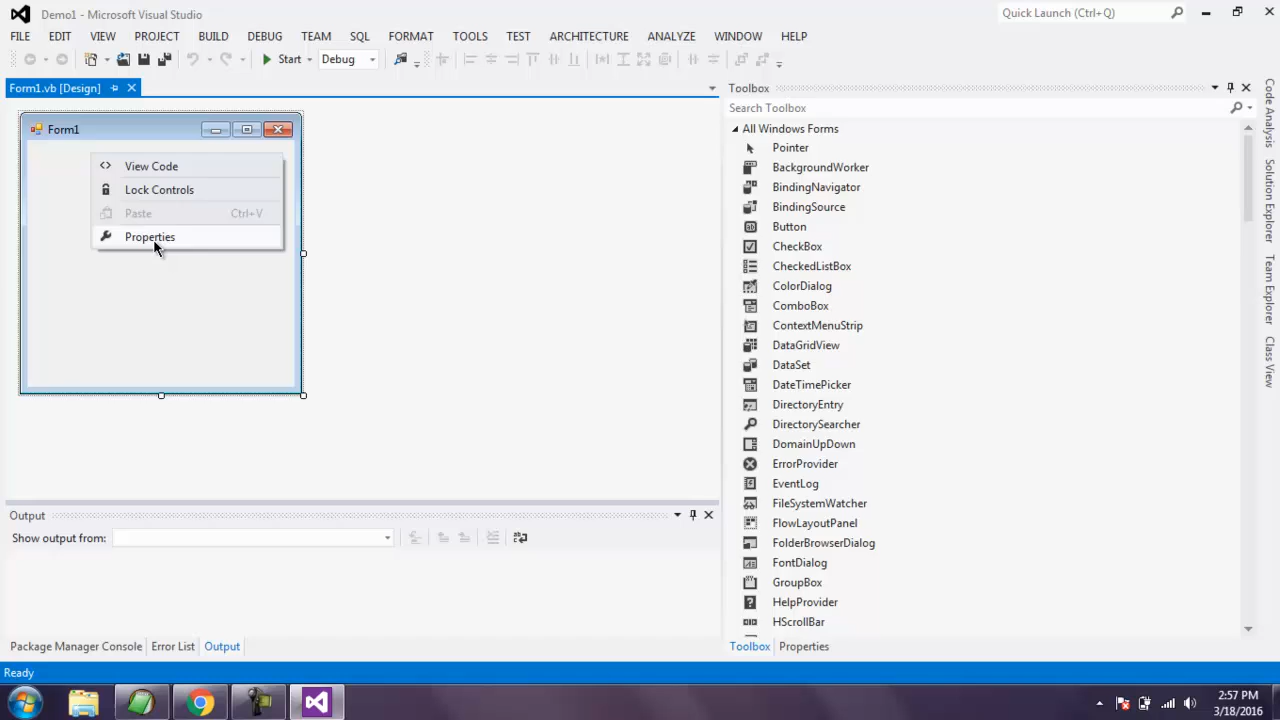 Demo1 - Microsoft Visual Studio
Quick Launch (Ctrl+Q)
FILE EDIT VIEW PROJECT BUILD DEBUG TEAM SQL FORMAT TOOLS TEST ARCHITECTURE ANALYZE WINDOW HELP
Start Debug
Form1.vb [Design]
Form1
View Code
Lock Controls
Paste Ctrl+V
Properties
Toolbox
Search Toolbox
All Windows Forms
Pointer
BackgroundWorker
BindingNavigator
BindingSource
Button
CheckBox
CheckedListBox
ColorDialog
ComboBox
ContextMenuStrip
DataGridView
DataSet
DateTimePicker
DirectoryEntry
DirectorySearcher
DomainUpDown
ErrorProvider
EventLog
FileSystemWatcher
FlowLayoutPanel
FolderBrowserDialog
FontDialog
GroupBox
HelpProvider
HScrollBar
Toolbox Properties
Code Analysis
Solution Explorer
Team Explorer
Class View
Output
Show output from:
Package Manager Console Error List Output
Ready
2:57 PM
3/18/2016